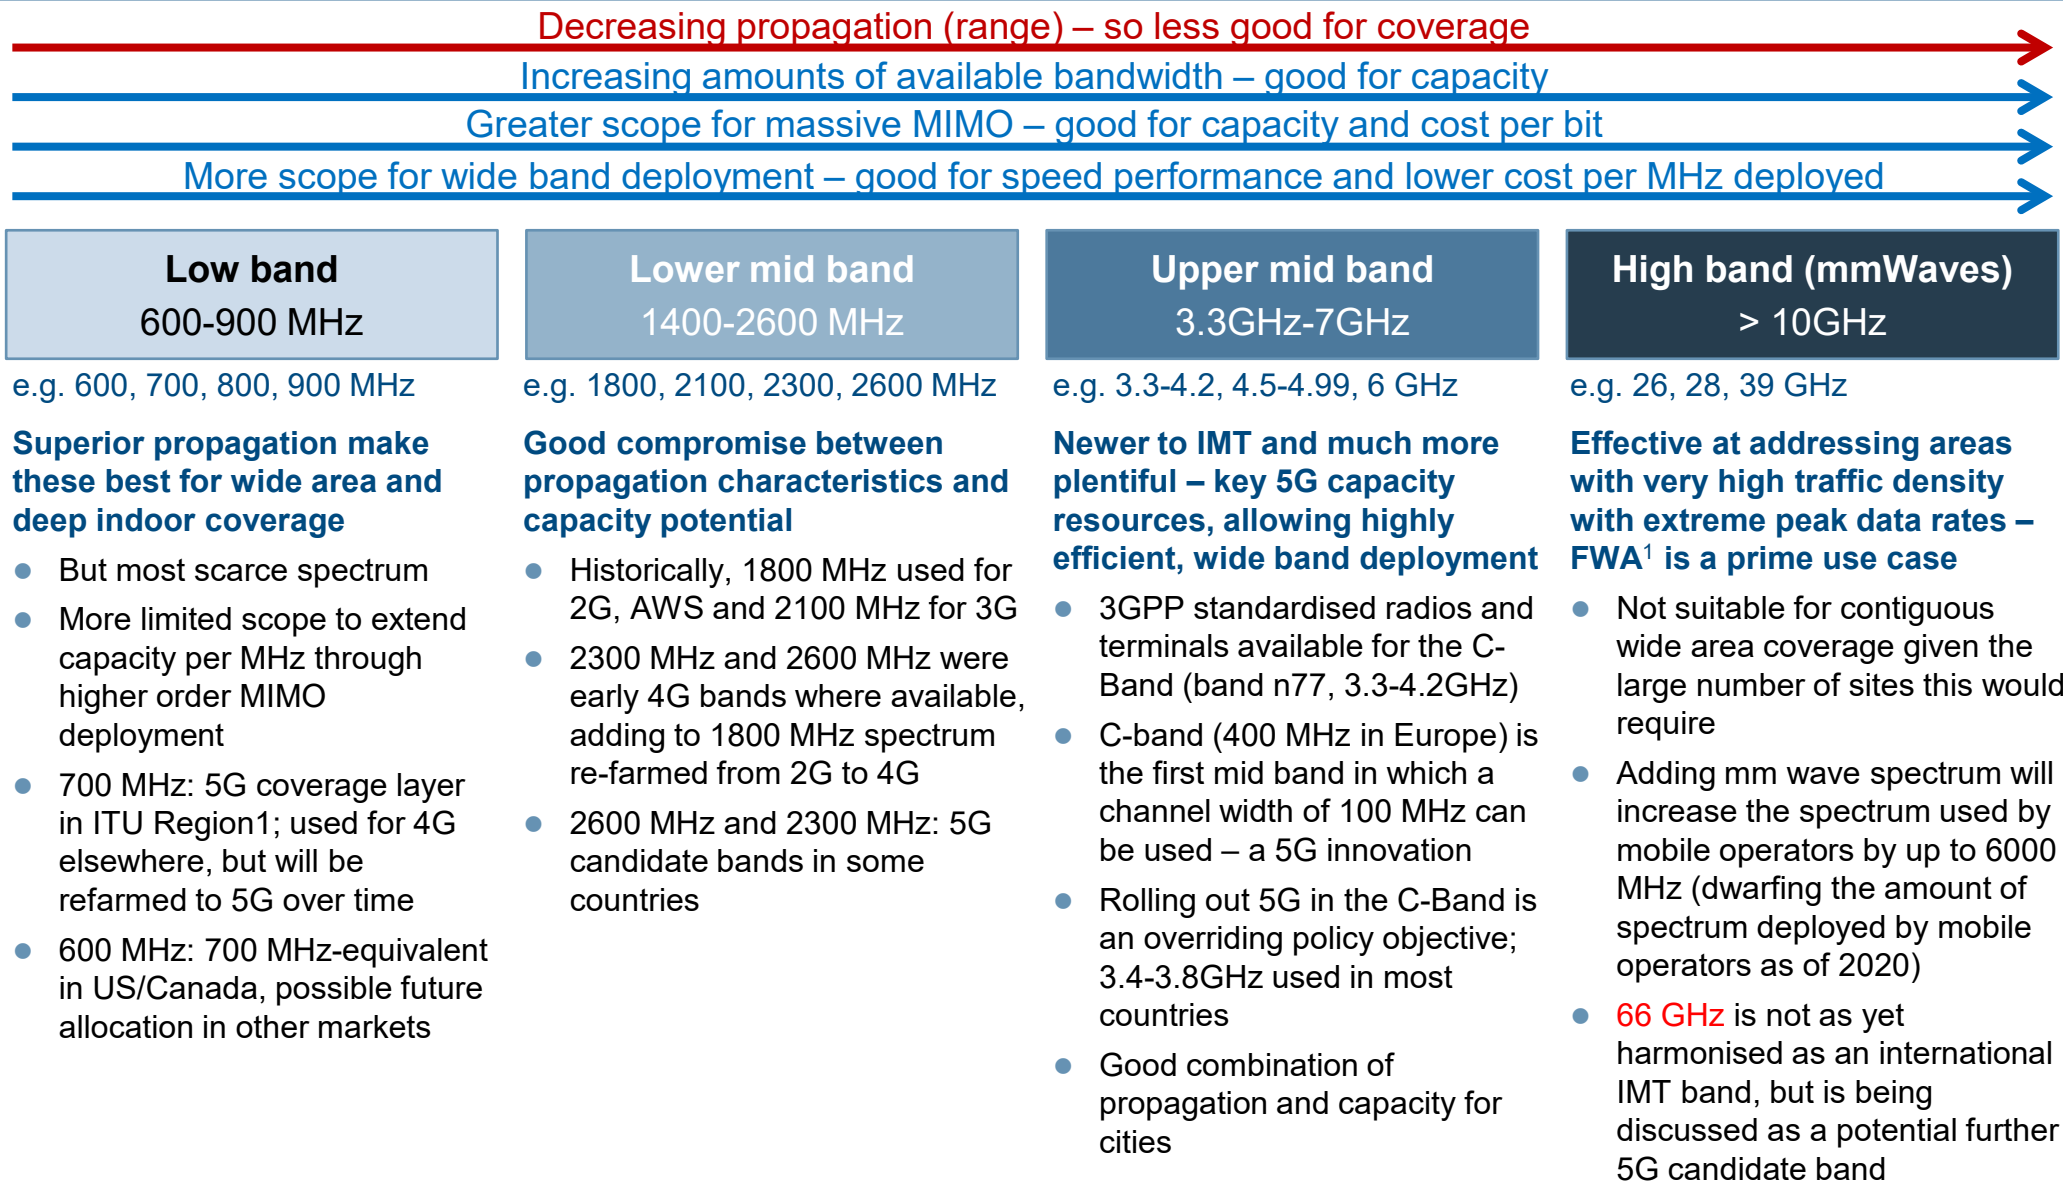 Decreasing propagation (range) – so less good for coverage
Increasing amounts of available bandwidth – good for capacity
Greater scope for massive MIMO – good for capacity and cost per bit
More scope for wide band deployment – good for speed performance and lower cost per MHz deployed
Low band
600-900 MHz
e.g. 600, 700, 800, 900 MHz
Superior propagation make
these best for wide area and
deep indoor coverage
● But most scarce spectrum
● More limited scope to extend
capacity per MHz through
higher order MIMO
deployment
● 700 MHz: 5G coverage layer
in ITU Region1; used for 4G
elsewhere, but will be
refarmed to 5G over time
● 600 MHz: 700 MHz-equivalent
in US/Canada, possible future
allocation in other markets
Lower mid band
1400-2600 MHz
e.g. 1800, 2100, 2300, 2600 MHz
Good compromise between
propagation characteristics and
capacity potential
● Historically, 1800 MHz used for
2G, AWS and 2100 MHz for 3G
● 2300 MHz and 2600 MHz were
early 4G bands where available,
adding to 1800 MHz spectrum
re-farmed from 2G to 4G
● 2600 MHz and 2300 MHz: 5G
candidate bands in some
countries
Upper mid band
3.3GHz-7GHz
e.g. 3.3-4.2, 4.5-4.99, 6 GHz
Newer to IMT and much more
plentiful – key 5G capacity
resources, allowing highly
efficient, wide band deployment
● 3GPP standardised radios and
terminals available for the C-
Band (band n77, 3.3-4.2GHz)
● C-band (400 MHz in Europe) is
the first mid band in which a
channel width of 100 MHz can
be used – a 5G innovation
● Rolling out 5G in the C-Band is
an overriding policy objective;
3.4-3.8GHz used in most
countries
● Good combination of
propagation and capacity for
cities
High band (mmWaves)
> 10GHz
e.g. 26, 28, 39 GHz
Effective at addressing areas
with very high traffic density
with extreme peak data rates –
FWA¹ is a prime use case
● Not suitable for contiguous
wide area coverage given the
large number of sites this would
require
● Adding mm wave spectrum will
increase the spectrum used by
mobile operators by up to 6000
MHz (dwarfing the amount of
spectrum deployed by mobile
operators as of 2020)
● 66 GHz is not as yet
harmonised as an international
IMT band, but is being
discussed as a potential further
5G candidate band